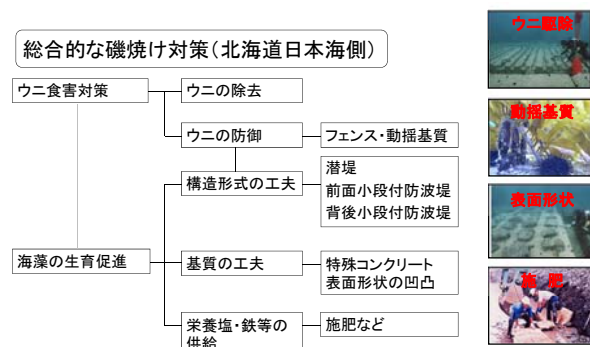 総合的な磯焼け対策(北海道日本海側)
ウニ食害対策
ウニの除去
ウニの防御
フェンス・動揺基質
構造形式の工夫
潜堤
前面小段付防波堤
背後小段付防波堤
海藻の生育促進
基質の工夫
特殊コンクリート
表面形状の凹凸
栄養塩・鉄等の
供給
施肥など
ウニ駆除
動揺基質
表面形状
施 肥